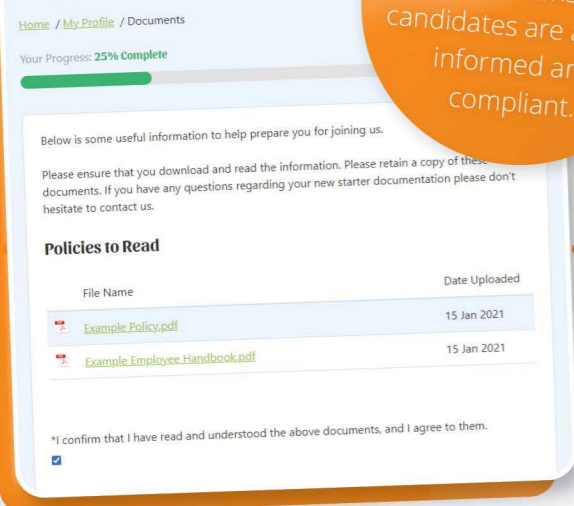 Home / My Profile / Documents
Your Progress: 25% Complete
candidates are
informed
compliant.
Below is some useful information to help prepare you for joining us.
Please ensure that you download and read the information. Please retain a copy of these
documents. If you have any questions regarding your new starter documentation please don't
hesitate to contact us.
Policies to Read
File Name Date Uploaded
Example Policy.pdf 15 Jan 2021
Example Employee Handbook.pdf 15 Jan 2021
*I confirm that I have read and understood the above documents, and I agree to them.